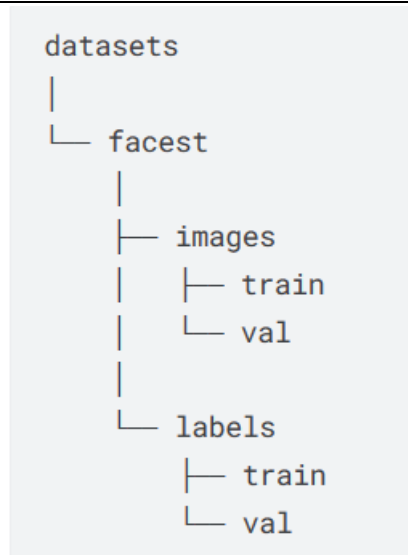 datasets
facest
images
train
val
labels
train
val